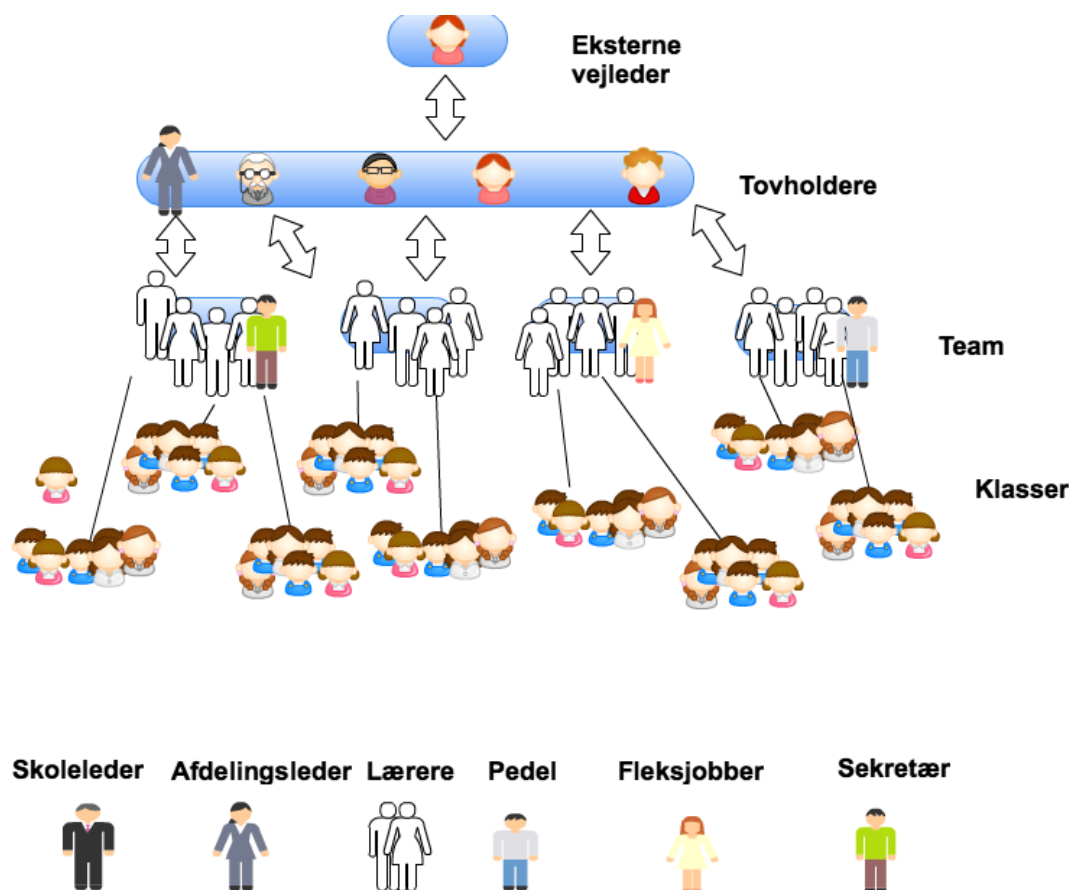 Eksterne
vejleder
Tovholdere
Team
Klasser
Skoleleder
Afdelingsleder
Lærere
Pedel
Fleksjobber
Sekretær